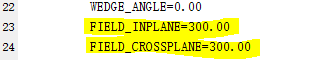 22 WEDGE_ANGLE=0.00
23 FIELD_INPLANE=300.00
24 FIELD_CROSSPLANE=300.00